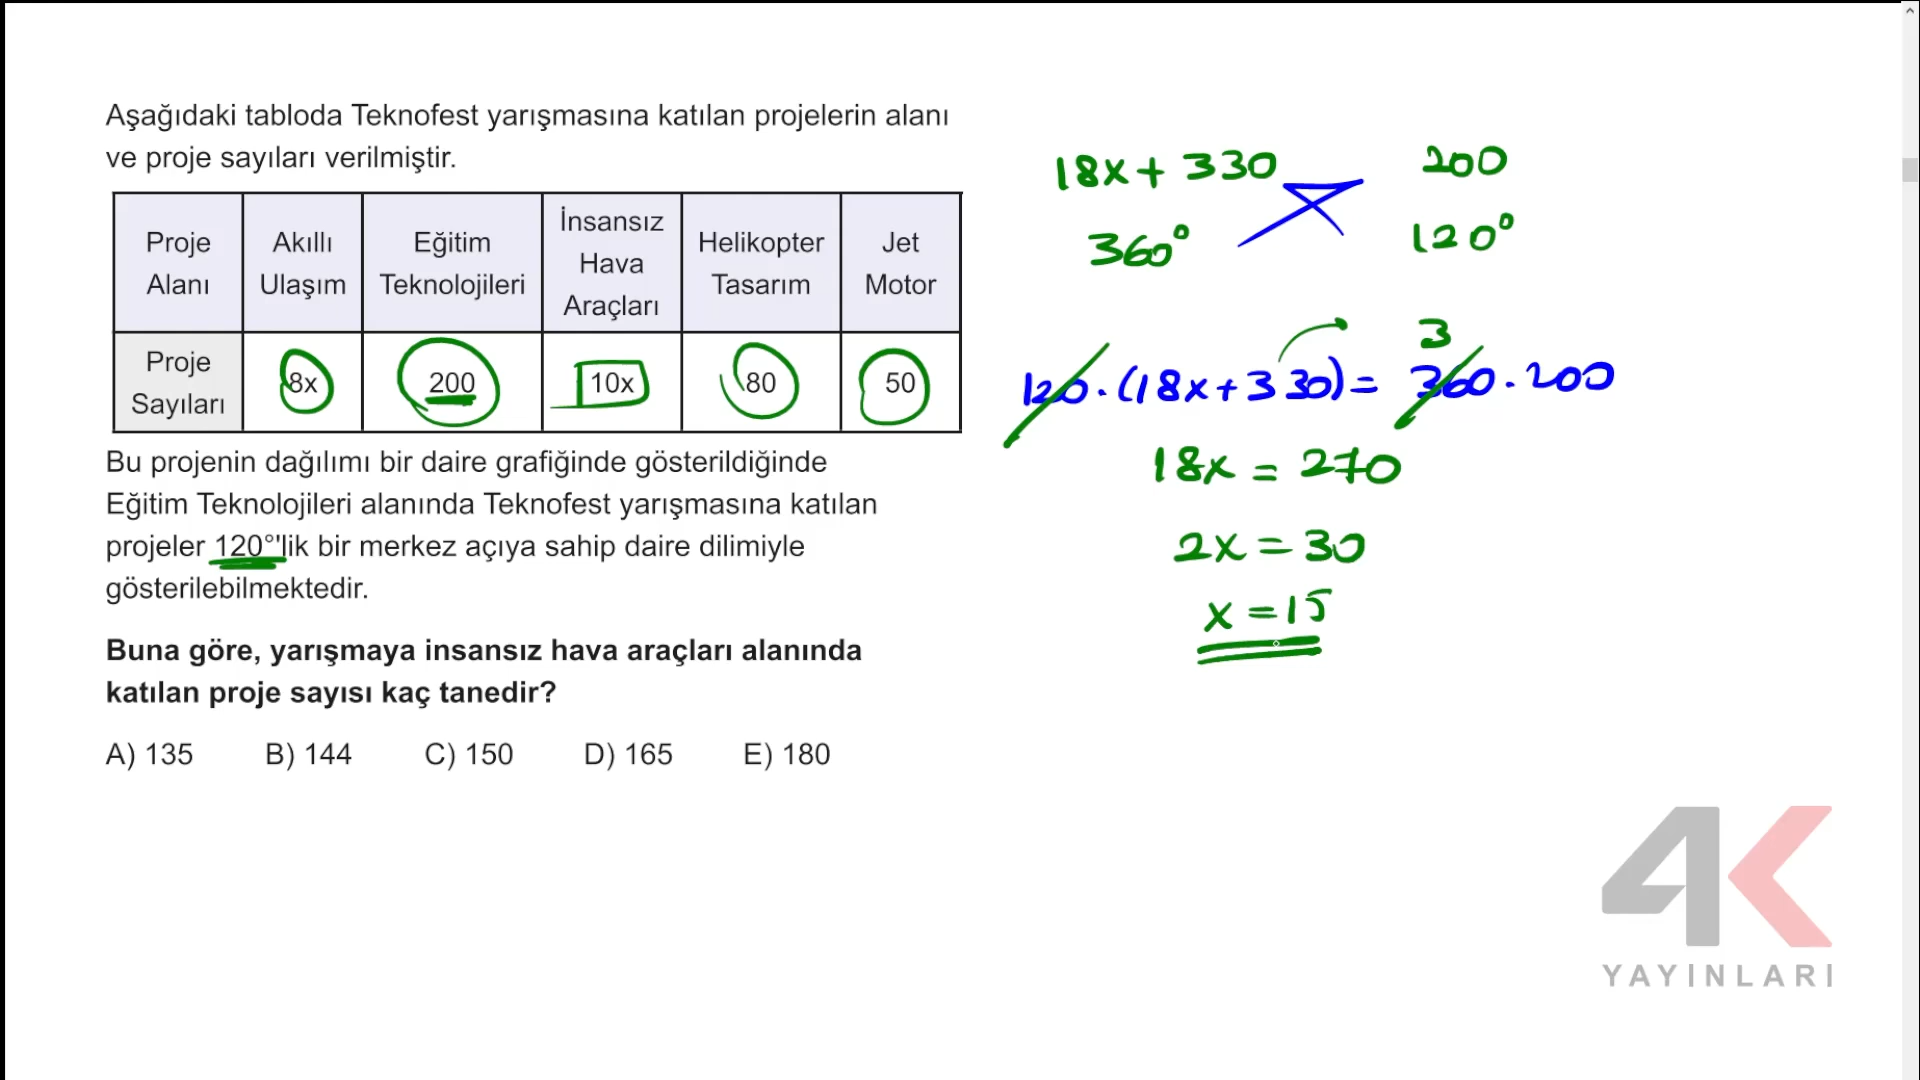 Aşağıdaki tabloda Teknofest yarışmasına katılan projelerin alanı
ve proje sayıları verilmiştir.
Proje Alanı Akıllı Ulaşım Eğitim Teknolojileri İnsansız Hava Araçları Helikopter Tasarım Jet Motor
Proje Sayıları 8x 200 10x 80 50
Bu projenin dağılımı bir daire grafiğinde gösterildiğinde
Eğitim Teknolojileri alanında Teknofest yarışmasına katılan
projeler 120°'lik bir merkez açıya sahip daire dilimiyle
gösterilebilmektedir.
Buna göre, yarışmaya insansız hava araçları alanında
katılan proje sayısı kaç tanedir?
A) 135 B) 144 C) 150 D) 165 E) 180
18x + 330 200
360° 120°
3
120 · (18x + 330) = 360 · 200
18x = 270
2x = 30
x = 15
4K
YAYINLARI